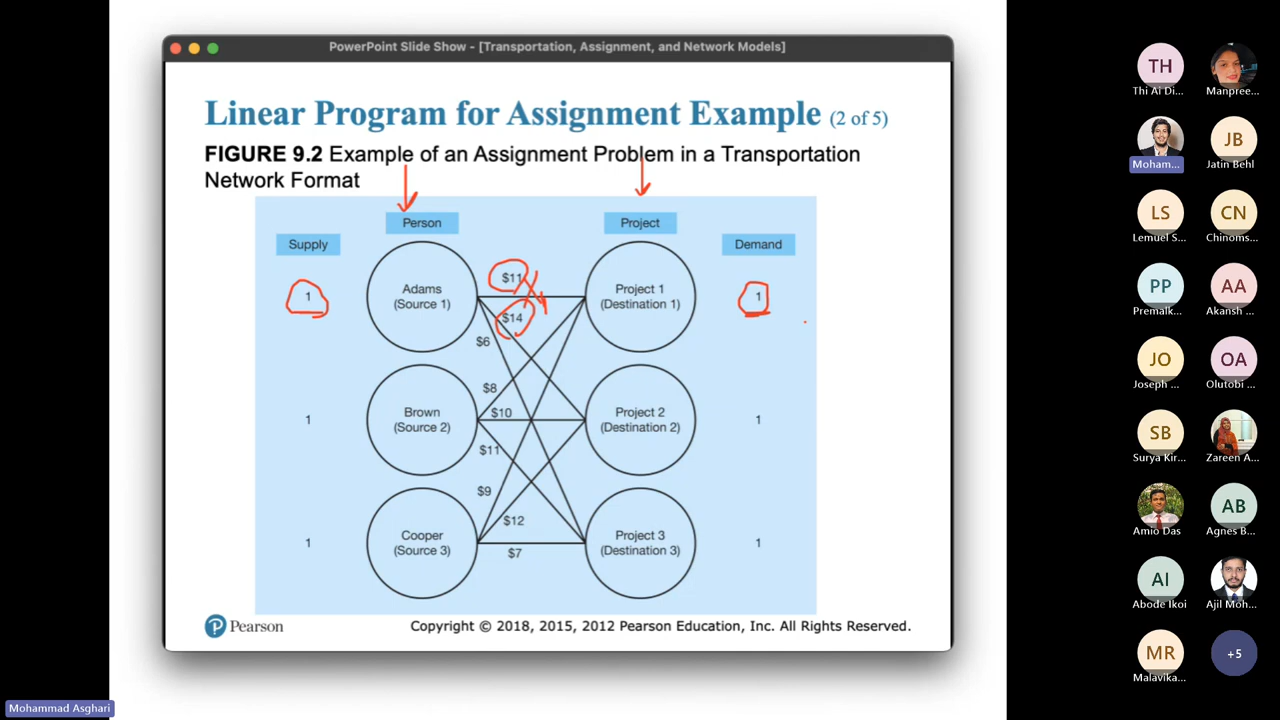 PowerPoint Slide Show - [Transportation, Assignment, and Network Models]
Linear Program for Assignment Example (2 of 5)
FIGURE 9.2 Example of an Assignment Problem in a Transportation
Network Format
Person
Project
Supply
Demand
1
Adams
(Source 1)
$11
$14
$6
Project 1
(Destination 1)
1
1
Brown
(Source 2)
$8
$10
$11
Project 2
(Destination 2)
1
1
Cooper
(Source 3)
$9
$12
$7
Project 3
(Destination 3)
1
Pearson
Copyright © 2018, 2015, 2012 Pearson Education, Inc. All Rights Reserved.
TH
Thi Ai Di...
Manpree...
Moham...
JB
Jatin Behl
LS
Lemuel S...
CN
Chinoms...
PP
Premalk...
AA
Akansh ...
JO
Joseph ...
OA
Olutobi ...
SB
Surya Kir...
Zareen A...
Amio Das
AB
Agnes B...
AI
Abode Ikoi
Ajil Moh...
MR
Malavika...
+5
Mohammad Asghari